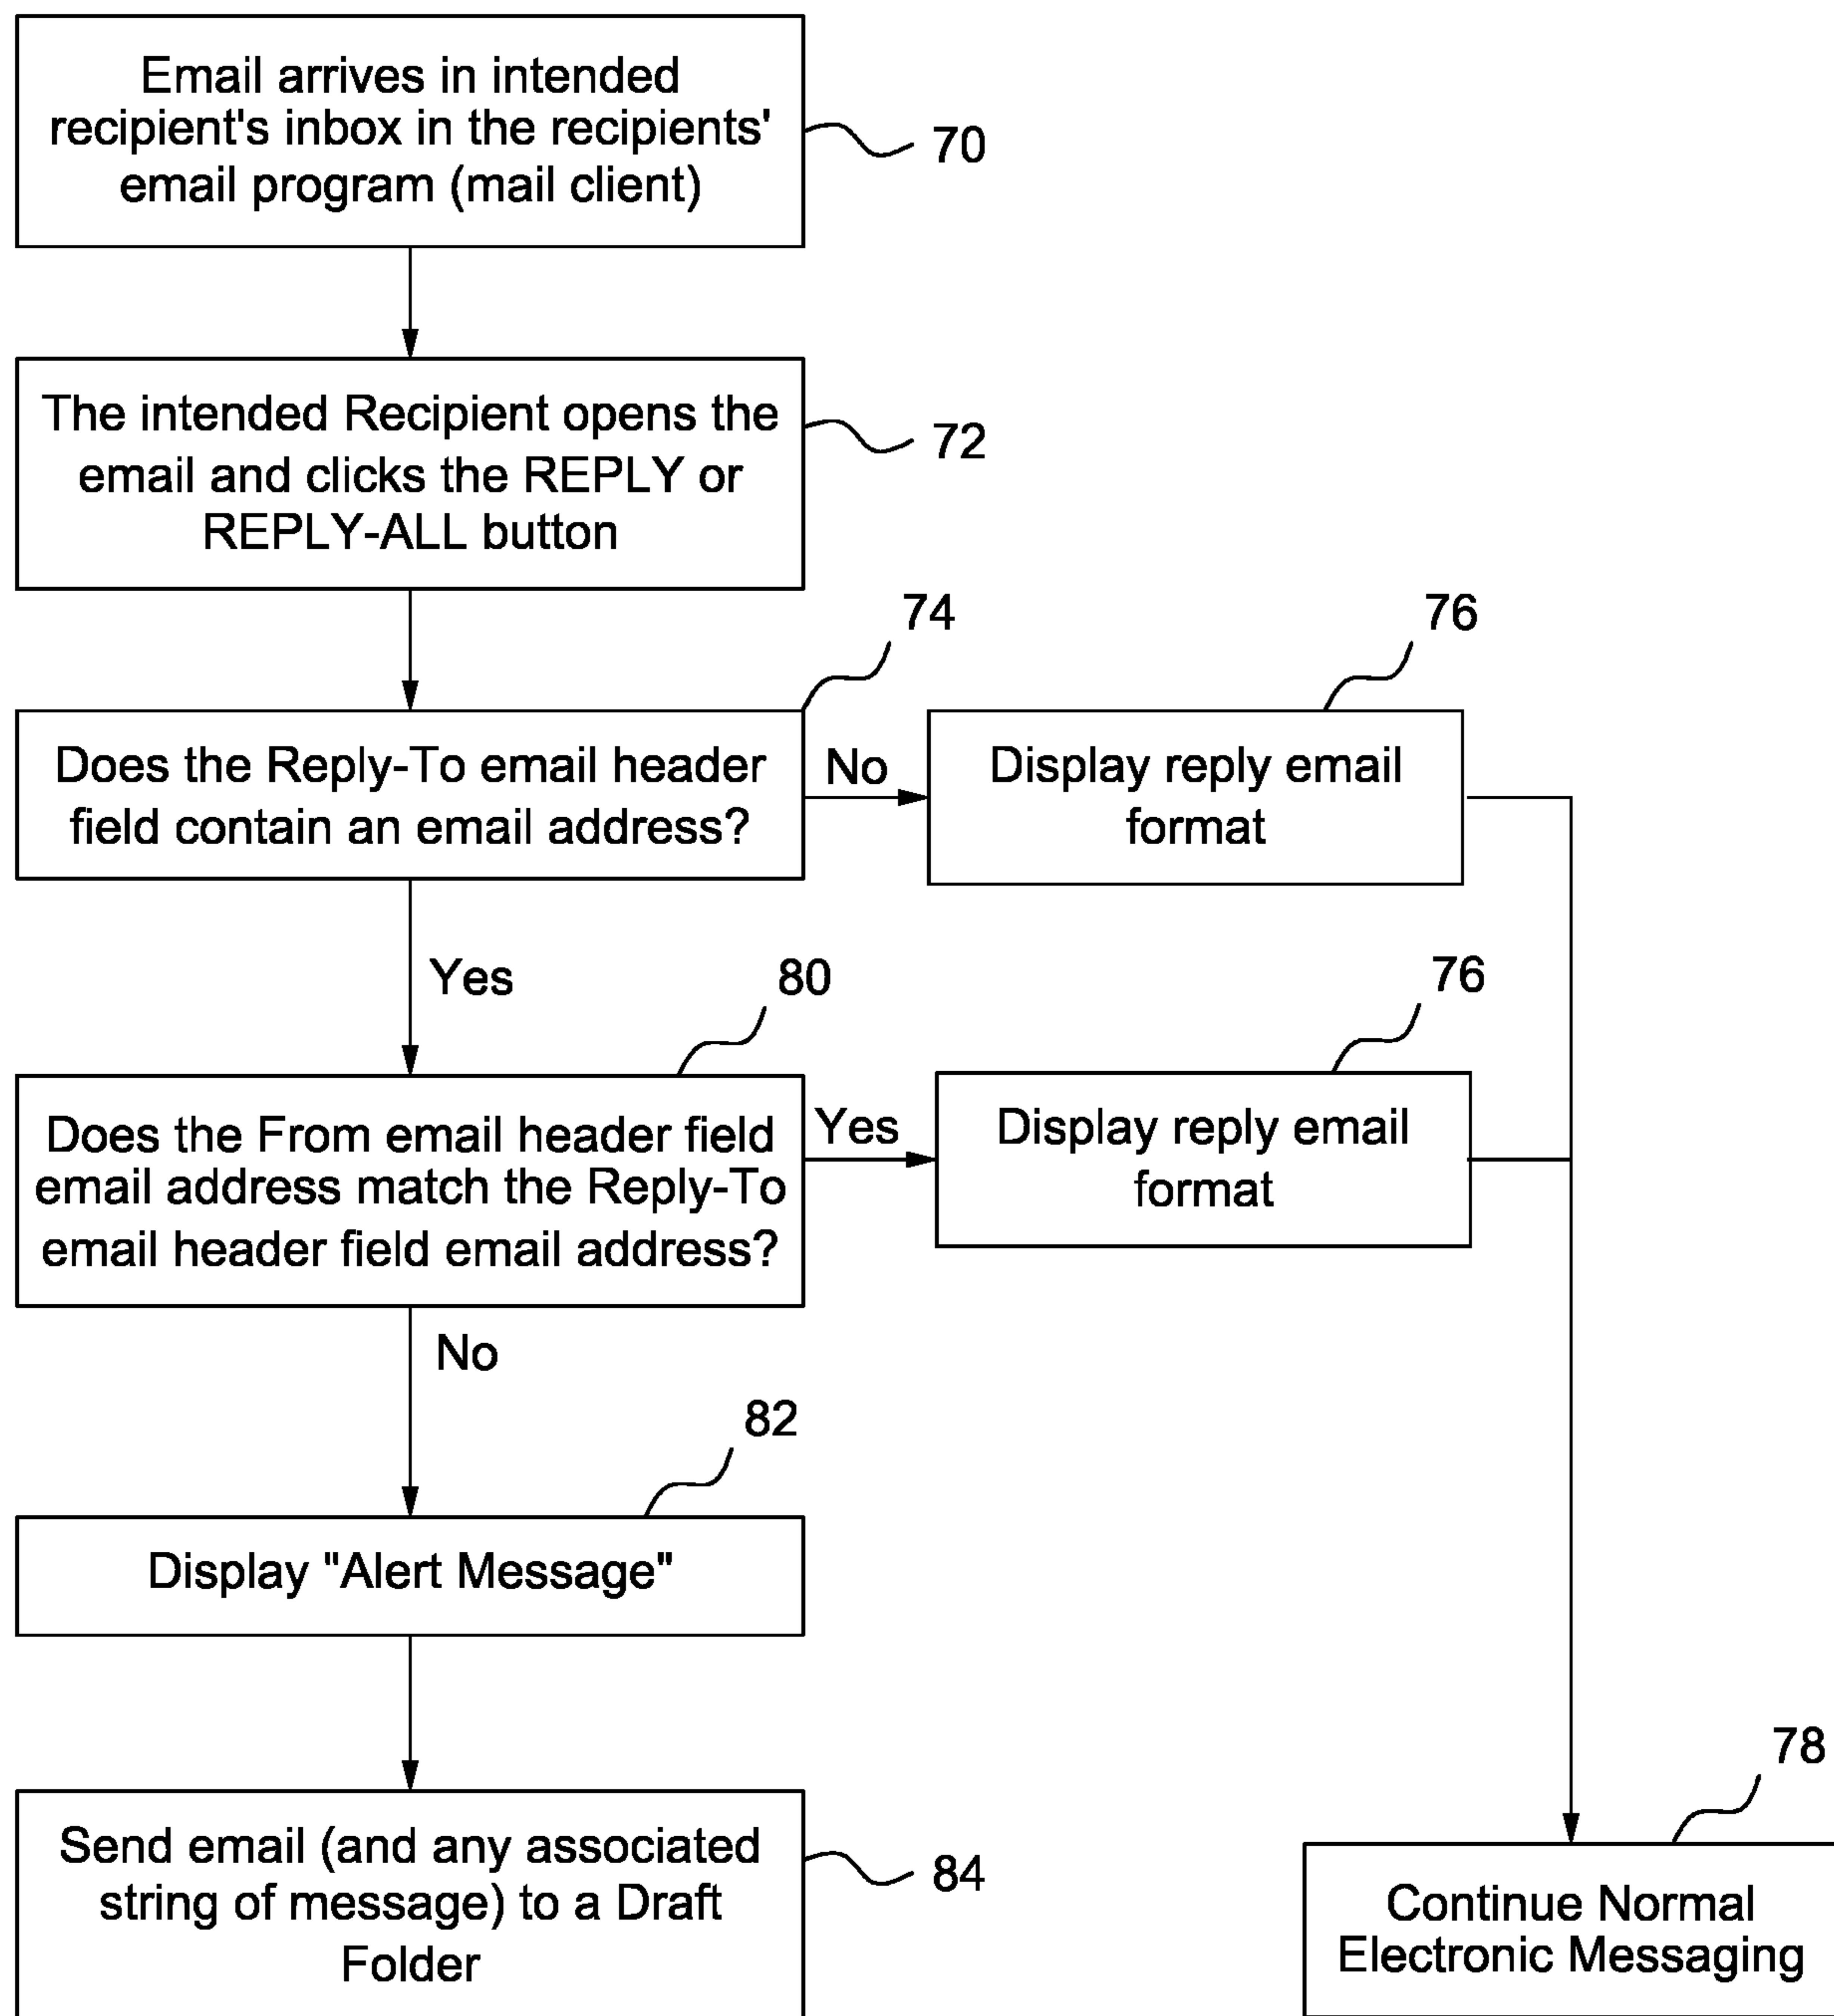 Email arrives in intended
recipient's inbox in the recipients'
email program (mail client)
70
The intended Recipient opens the
email and clicks the REPLY or
REPLY-ALL button
72
74
Does the Reply-To email header
field contain an email address?
No
76
Display reply email
format
Yes
80
Does the From email header field
email address match the Reply-To
email header field email address?
Yes
76
Display reply email
format
No
82
Display "Alert Message"
Send email (and any associated
string of message) to a Draft
Folder
84
78
Continue Normal
Electronic Messaging